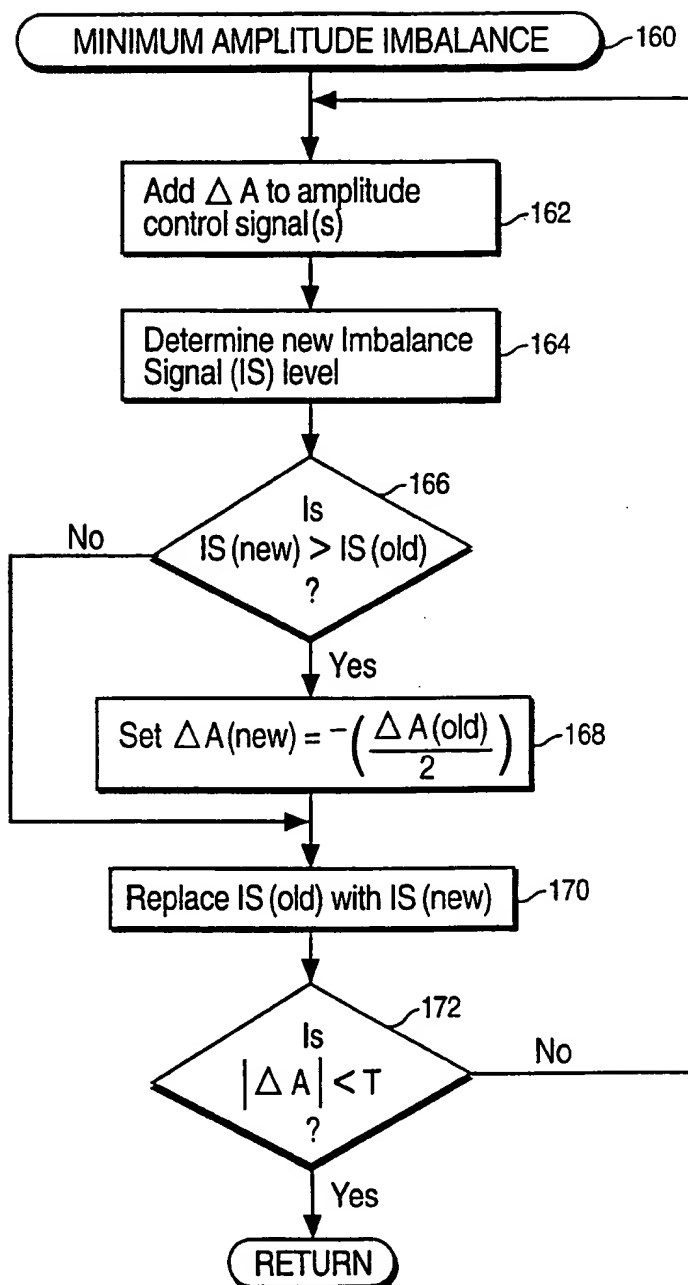 MINIMUM AMPLITUDE IMBALANCE
160
Add △ A to amplitude
control signal(s)
162
Determine new Imbalance
Signal (IS) level
164
166
Is
IS (new) > IS (old)
?
No
Yes
Set △ A (new) = -(△ A (old) / 2)
168
Replace IS (old) with IS (new)
170
172
Is
|△ A| < T
?
No
Yes
RETURN